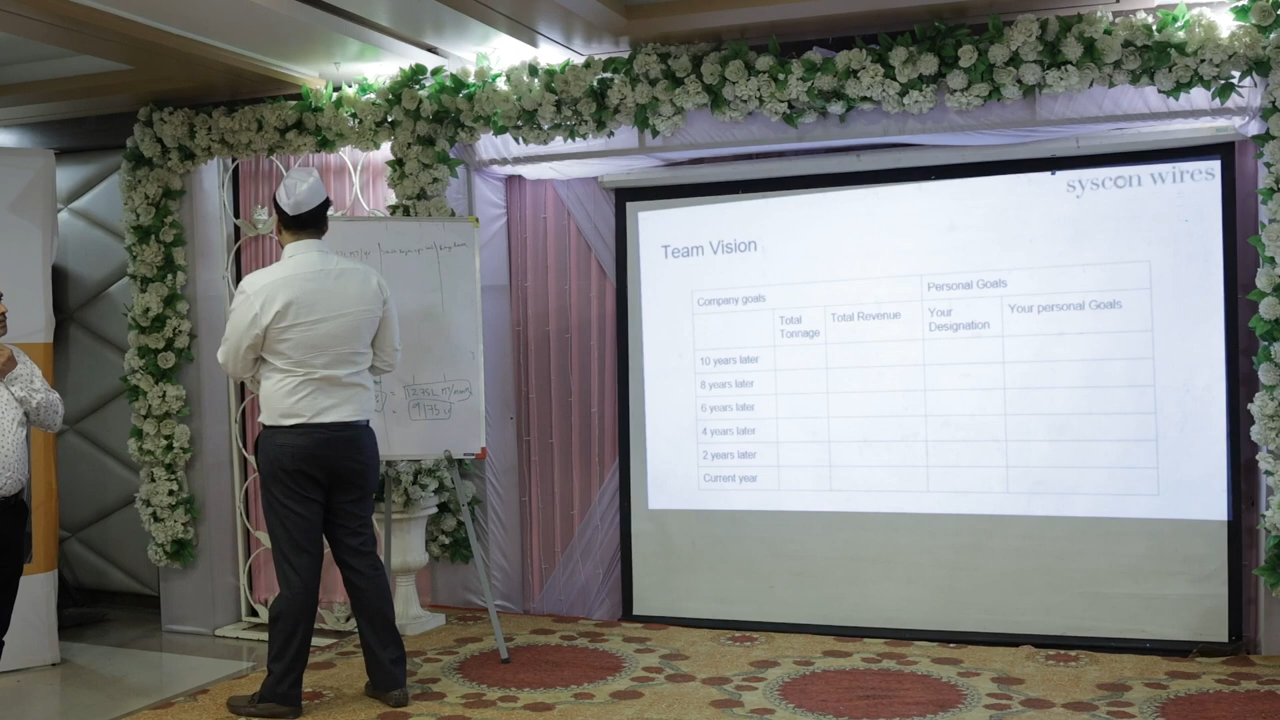 syscon wires
Team Vision
Company goals
Personal Goals
Total Tonnage
Total Revenue
Your Designation
Your personal Goals
10 years later
8 years later
6 years later
4 years later
2 years later
Current year